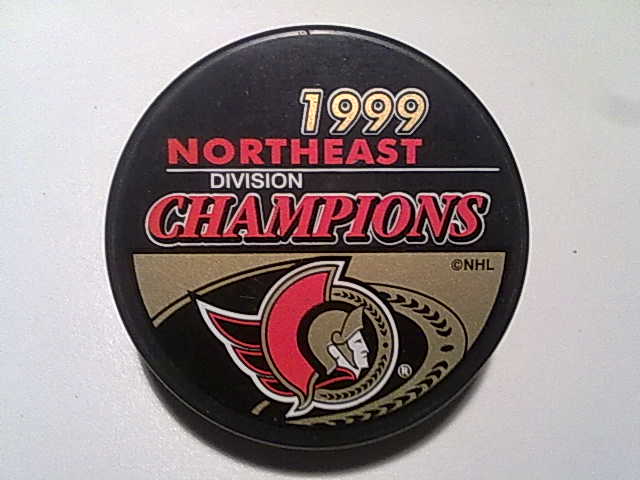 1999
NORTHEAST
DIVISION
CHAMPIONS
©NHL
®